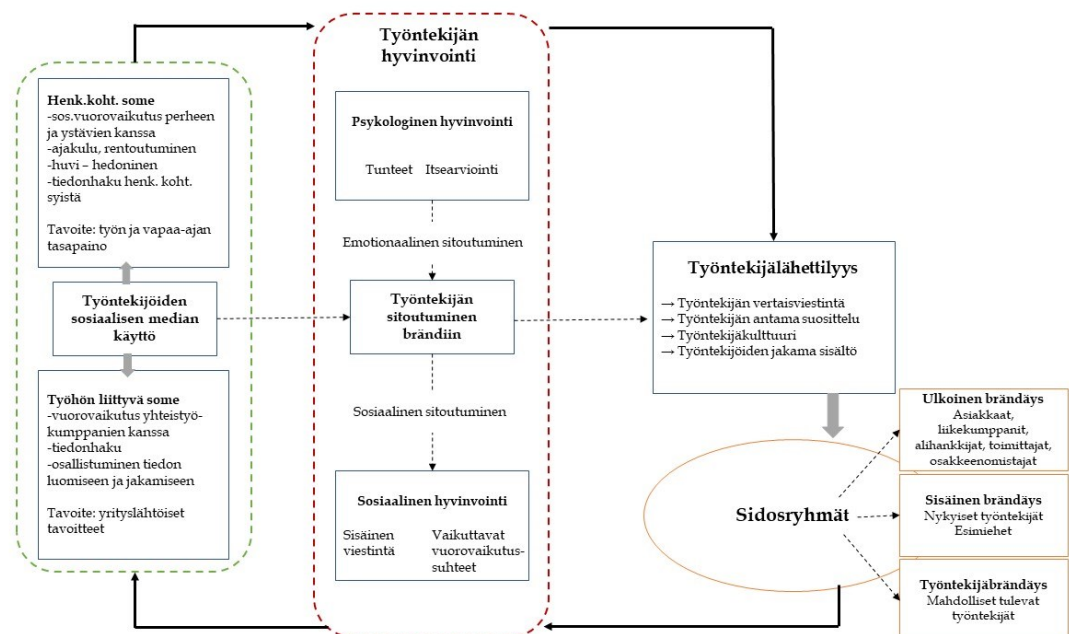 Henk.koht. some
-sos.vuorovaikutus perheen
ja ystävien kanssa
-ajakulu, rentoutuminen
-huvi – hedoninen
-tiedonhaku henk. koht.
syistä
Tavoite: työn ja vapaa-ajan
tasapaino
Työntekijöiden
sosiaalisen median
käyttö
Työhön liittyvä some
-vuorovaikutus yhteistyö-
kumppanien kanssa
-tiedonhaku
-osallistuminen tiedon
luomiseen ja jakamiseen
Tavoite: yrityslähtöiset
tavoitteet
Työntekijän
hyvinvointi
Psykologinen hyvinvointi
Tunteet Itsearviointi
Emotionaalinen sitoutuminen
Työntekijän
sitoutuminen
brändiin
Sosiaalinen sitoutuminen
Sosiaalinen hyvinvointi
Sisäinen
viestintä
Vaikuttavat
vuorovaikutus-
suhteet
Työntekijälähettilyys
→ Työntekijän vertaisviestintä
→ Työntekijän antama suosittelu
→ Työntekijäkulttuuri
→ Työntekijöiden jakama sisältö
Sidosryhmät
Ulkoinen brändäys
Asiakkaat,
liikekumppanit,
alihankkijat, toimittajat,
osakkeenomistajat
Sisäinen brändäys
Nykyiset työntekijät
Esimiehet
Työntekijäbrändäys
Mahdolliset tulevat
työntekijät